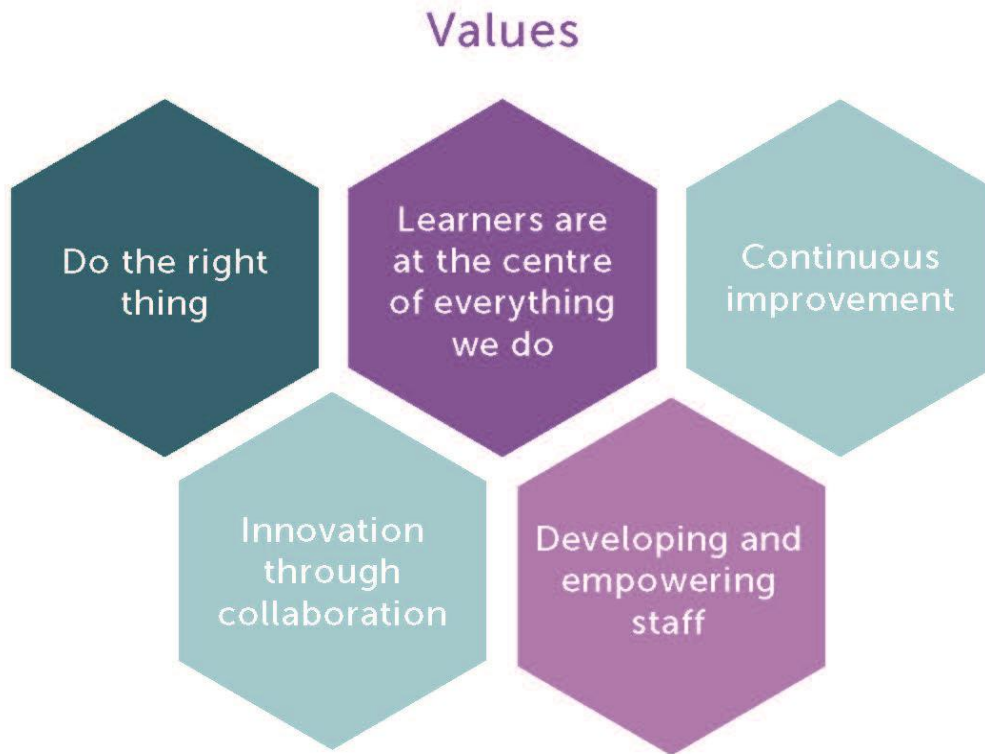 Values
Do the right
thing
Learners are
at the centre
of everything
we do
Continuous
improvement
Innovation
through
collaboration
Developing and
empowering
staff